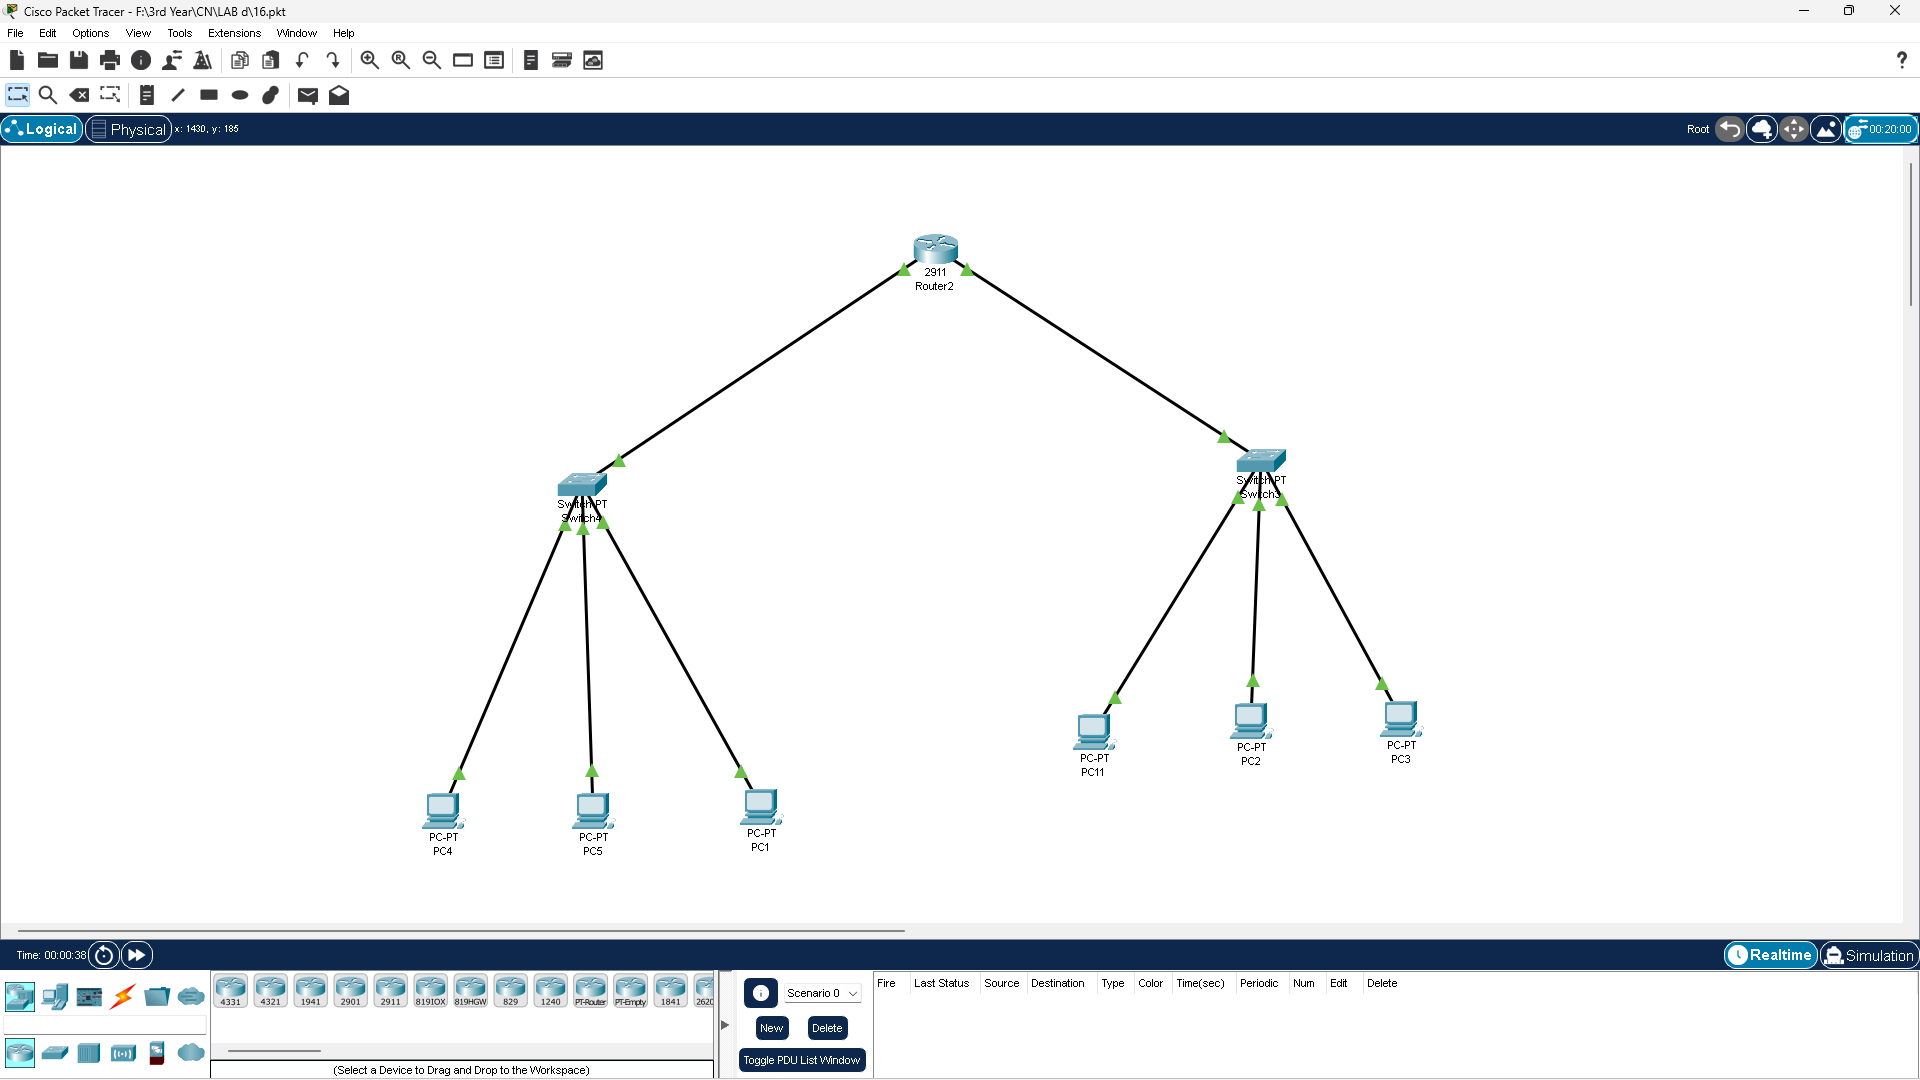 Cisco Packet Tracer - F:\3rd Year\CN\LAB d\16.pkt
File Edit Options View Tools Extensions Window Help
Logical Physical x: 1430, y: 185 Root 00:20:00
2911
Router2
Switch-PT
Switch4
Switch-PT
Switch3
PC-PT
PC11
PC-PT
PC2
PC-PT
PC3
PC-PT
PC4
PC-PT
PC5
PC-PT
PC1
Time: 00:00:38 Realtime Simulation
4331 4321 1941 2901 2911 819IOX 819HGW 829 1240 PT-Router PT-Empty 1841 2620
(Select a Device to Drag and Drop to the Workspace)
Scenario 0
New Delete
Toggle PDU List Window
Fire Last Status Source Destination Type Color Time(sec) Periodic Num Edit Delete